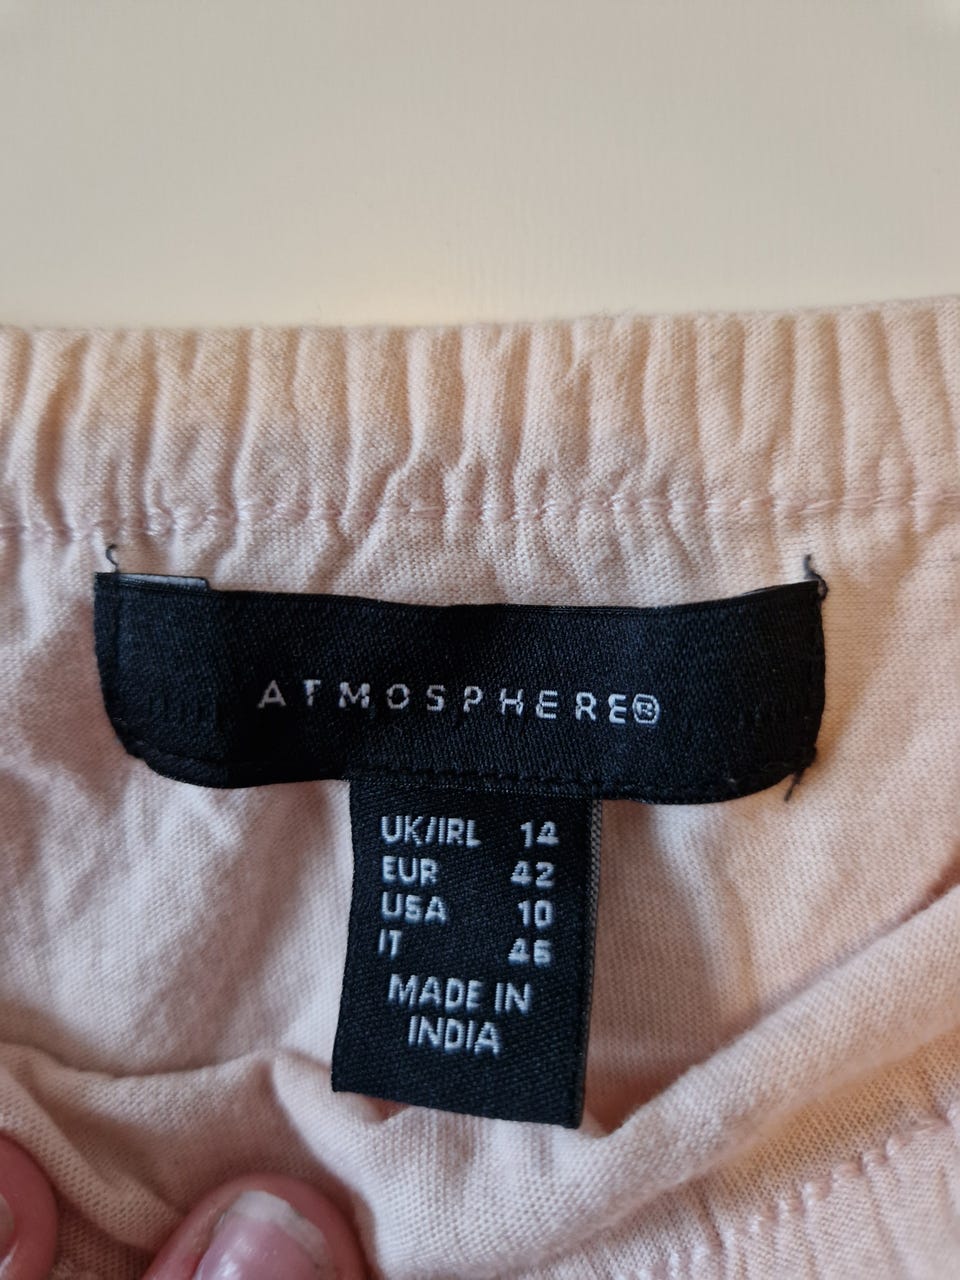 ATMOSPHERE®
UK/IRL 14
EUR 42
USA 10
IT 46
MADE IN
INDIA